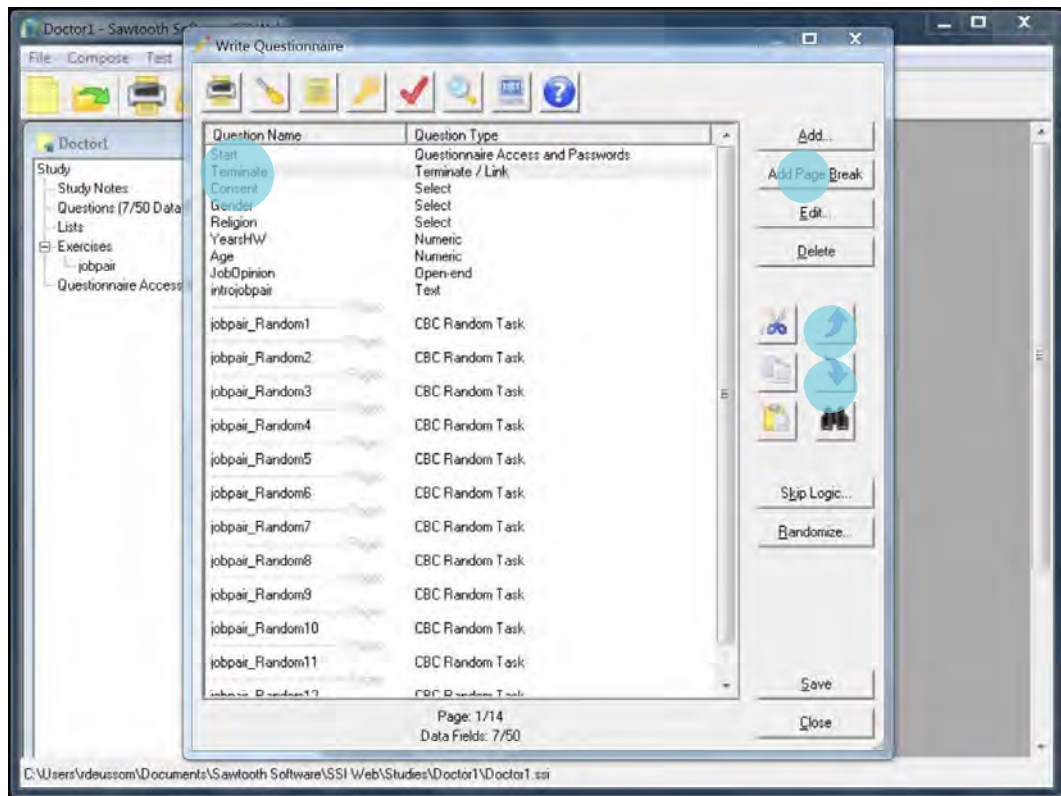 Doctor1 - Sawtooth
Write Questionnaire
File Compose Test
Doctor1
Study
Study Notes
Questions (7/50 Data
Lists
Exercises
jobpair
Questionnaire Access
Question Name Question Type
Start Questionnaire Access and Passwords
Terminate Terminate / Link
Consent Select
Gender Select
Religion Select
YearsHW Numeric
Age Numeric
JobOpinion Open-end
introjobpair Text
jobpair_Random1 CBC Random Task
jobpair_Random2 CBC Random Task
jobpair_Random3 CBC Random Task
jobpair_Random4 CBC Random Task
jobpair_Random5 CBC Random Task
jobpair_Random6 CBC Random Task
jobpair_Random7 CBC Random Task
jobpair_Random8 CBC Random Task
jobpair_Random9 CBC Random Task
jobpair_Random10 CBC Random Task
jobpair_Random11 CBC Random Task
jobpair_Random12 CBC Random Task
Add...
Add Page Break
Edit...
Delete
Skip Logic...
Randomize...
Save
Close
Page: 1/14
Data Fields: 7/50
C:\Users\rdeussom\Documents\Sawtooth Software\SSI Web\Studies\Doctor1\Doctor1.ssi